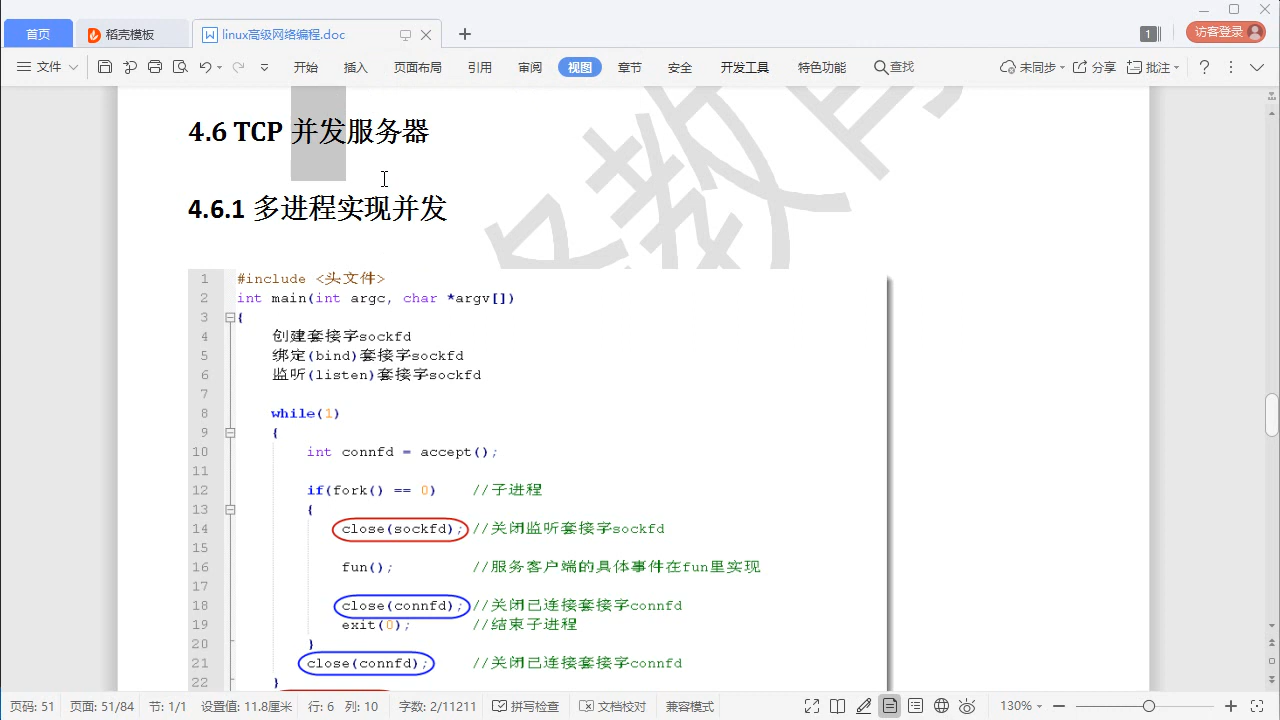 首页
稻壳模板
linux高级网络编程.doc
1
访客登录
文件
开始
插入
页面布局
引用
审阅
视图
章节
安全
开发工具
特色功能
查找
未同步
分享
批注
4.6 TCP 并发服务器
4.6.1 多进程实现并发
1 #include <头文件>
2 int main(int argc, char *argv[])
3 {
4 创建套接字sockfd
5 绑定(bind)套接字sockfd
6 监听(listen)套接字sockfd
7
8 while(1)
9 {
10 int connfd = accept();
11
12 if(fork() == 0) //子进程
13 {
14 close(sockfd); //关闭监听套接字sockfd
15
16 fun(); //服务客户端的具体事件在fun里实现
17
18 close(connfd); //关闭已连接套接字connfd
19 exit(0); //结束子进程
20 }
21 close(connfd); //关闭已连接套接字connfd
22 }
教育
页码: 51 页面: 51/84 节: 1/1 设置值: 11.8厘米 行: 6 列: 10 字数: 2/11211 拼写检查 文档校对 兼容模式 130%